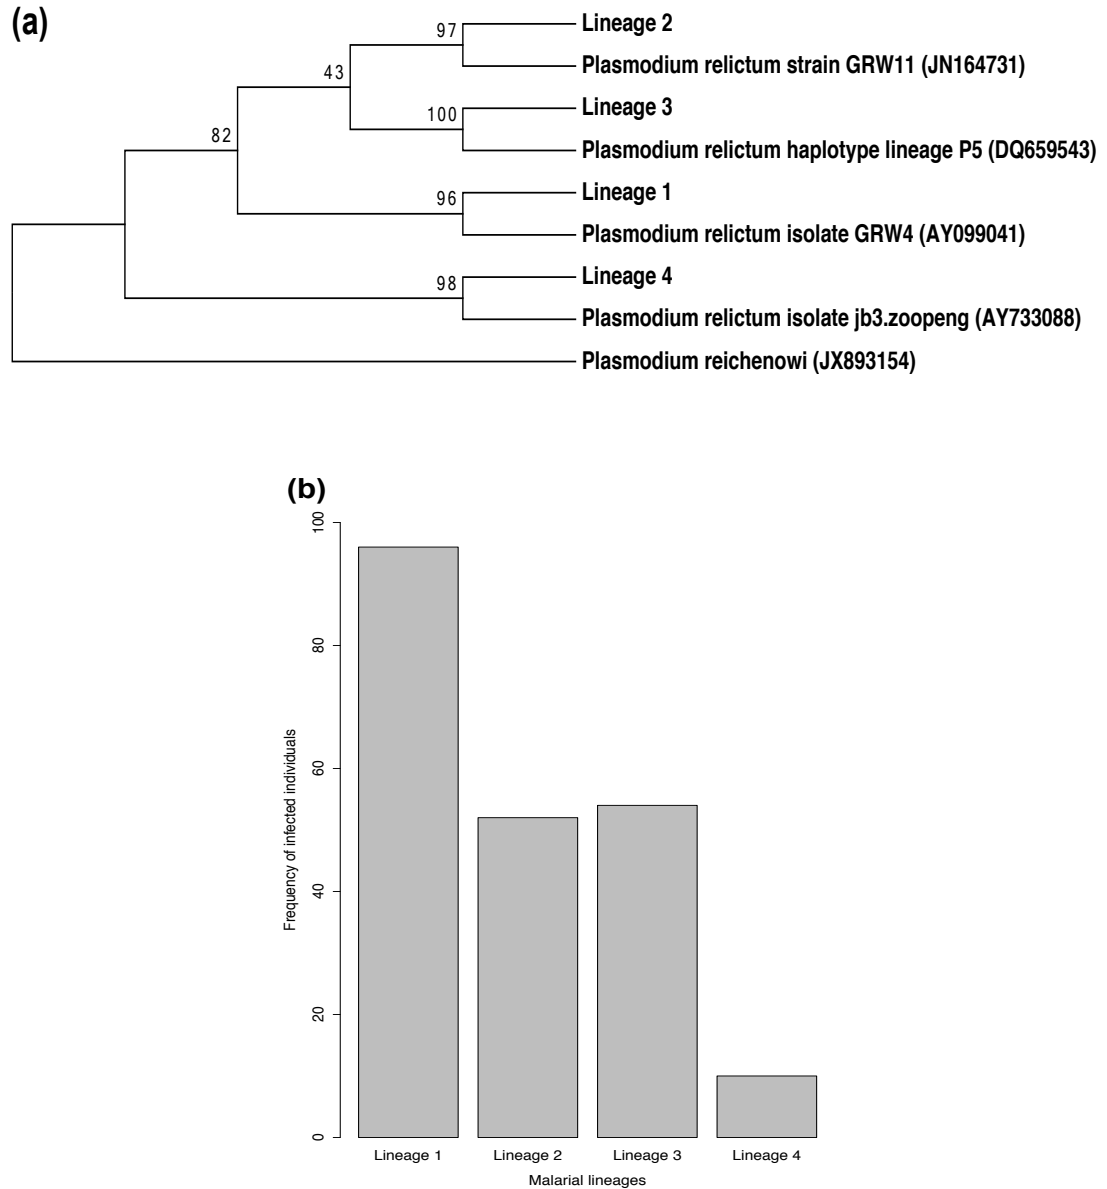 (a)
97
Lineage 2
Plasmodium relictum strain GRW11 (JN164731)
43
100
Lineage 3
Plasmodium relictum haplotype lineage P5 (DQ659543)
82
96
Lineage 1
Plasmodium relictum isolate GRW4 (AY099041)
98
Lineage 4
Plasmodium relictum isolate jb3.zoopeng (AY733088)
Plasmodium reichenowi (JX893154)
(b)
Frequency of infected individuals
100
80
60
40
20
0
Lineage 1 Lineage 2 Lineage 3 Lineage 4
Malarial lineages